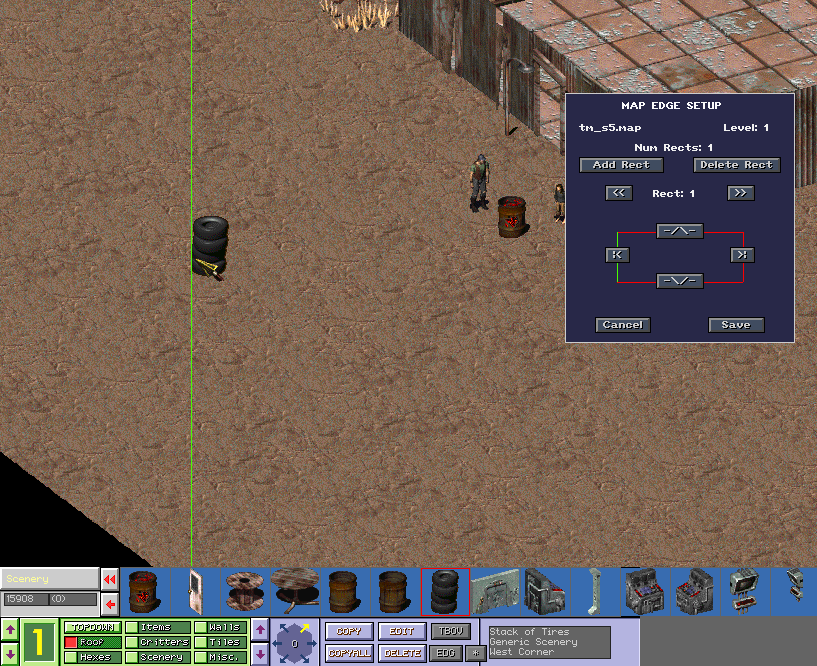 MAP EDGE SETUP
tm_s5.map Level: 1
Num Rects: 1
Add Rect Delete Rect
<< Rect: 1 >>
Cancel Save
Scenery
15908 (0)
TOPDOWN Items Walls
Roof Critters Tiles
Hexes Scenery Misc.
1
0
COPY EDIT TBOV
COPYALL DELETE EDG *
Stack of Tires
Generic Scenery
West Corner